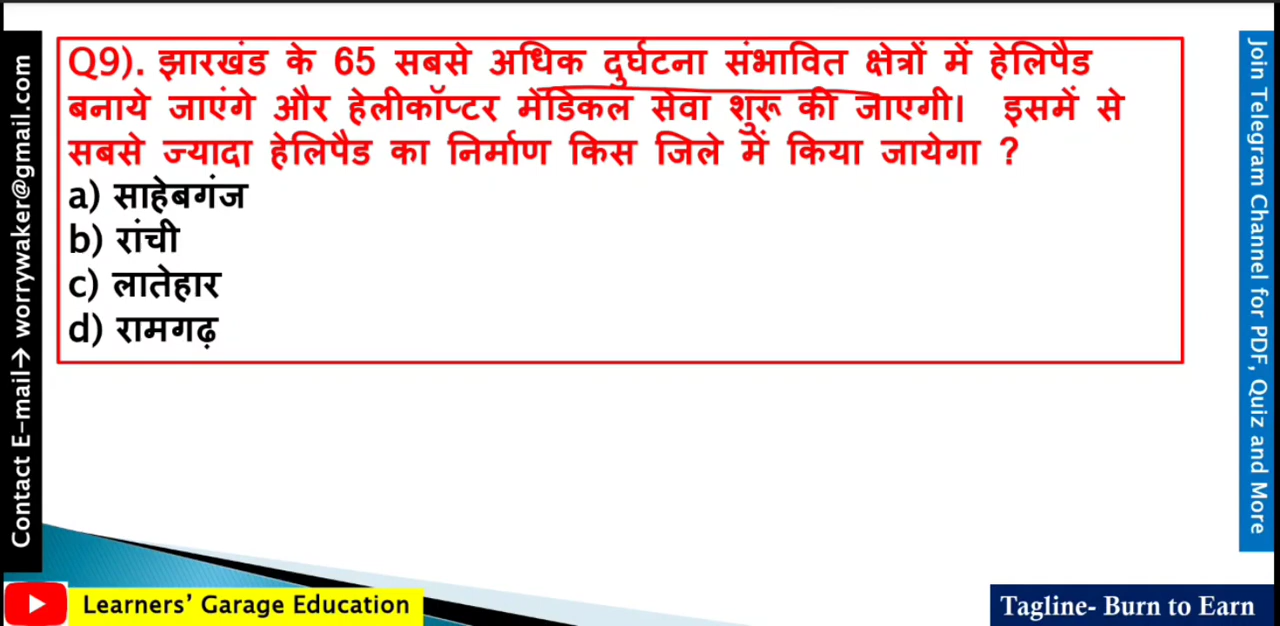 Q9). झारखंड के 65 सबसे अधिक दुर्घटना संभावित क्षेत्रों में हेलिपैड
बनाये जाएंगे और हेलीकॉप्टर मेडिकल सेवा शुरू की जाएगी। इसमें से
सबसे ज्यादा हेलिपैड का निर्माण किस जिले में किया जायेगा ?
a) साहेबगंज
b) रांची
c) लातेहार
d) रामगढ़
Contact E-mail→ worrywaker@gmail.com
Join Telegram Channel for PDF, Quiz and More
Learners’ Garage Education
Tagline- Burn to Earn